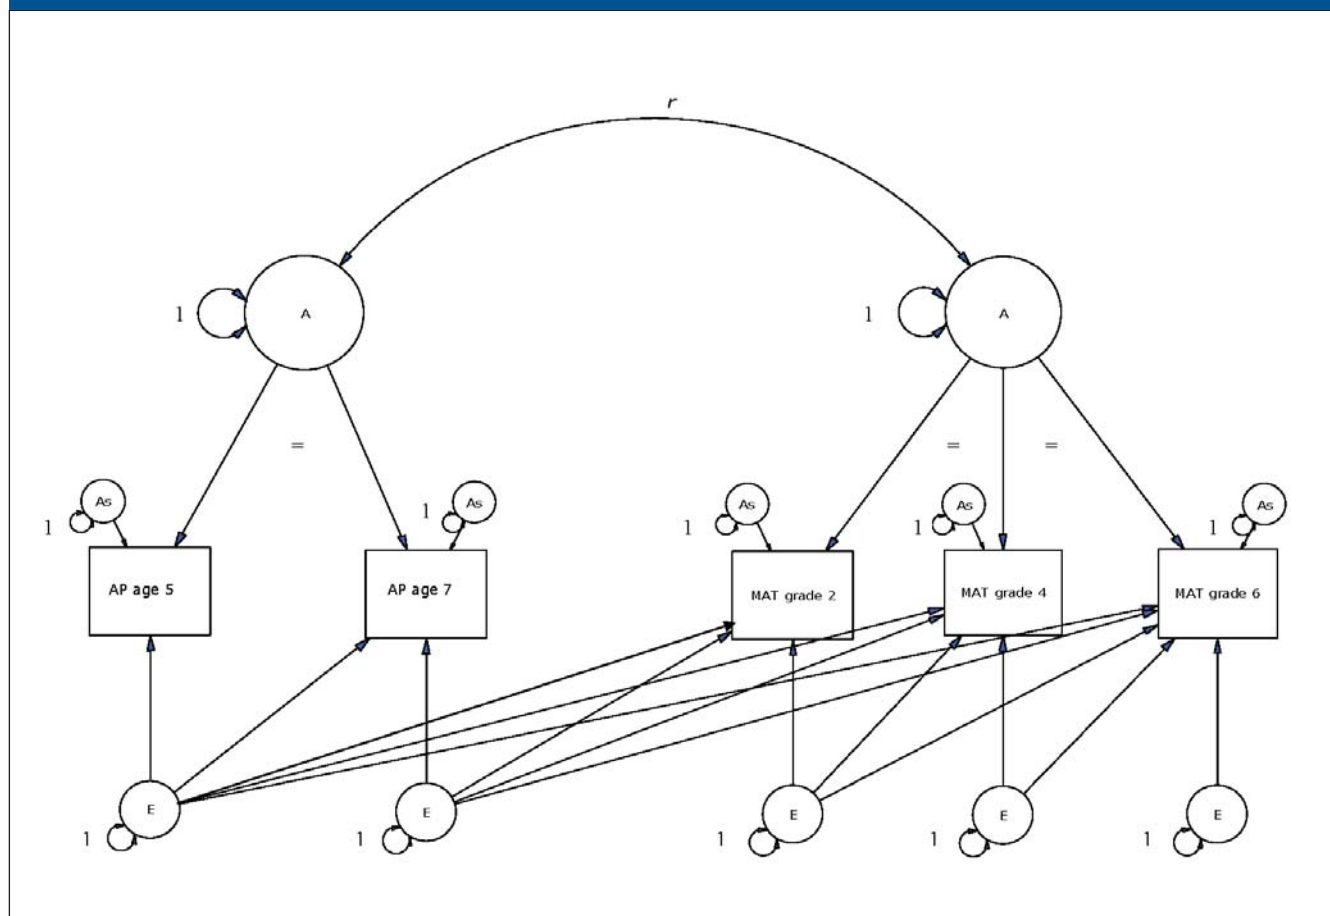 r
1
A
1
A
=
=
=
As
1
As
1
As
1
As
1
As
1
AP age 5
AP age 7
MAT grade 2
MAT grade 4
MAT grade 6
E
1
E
1
E
1
E
1
E
1